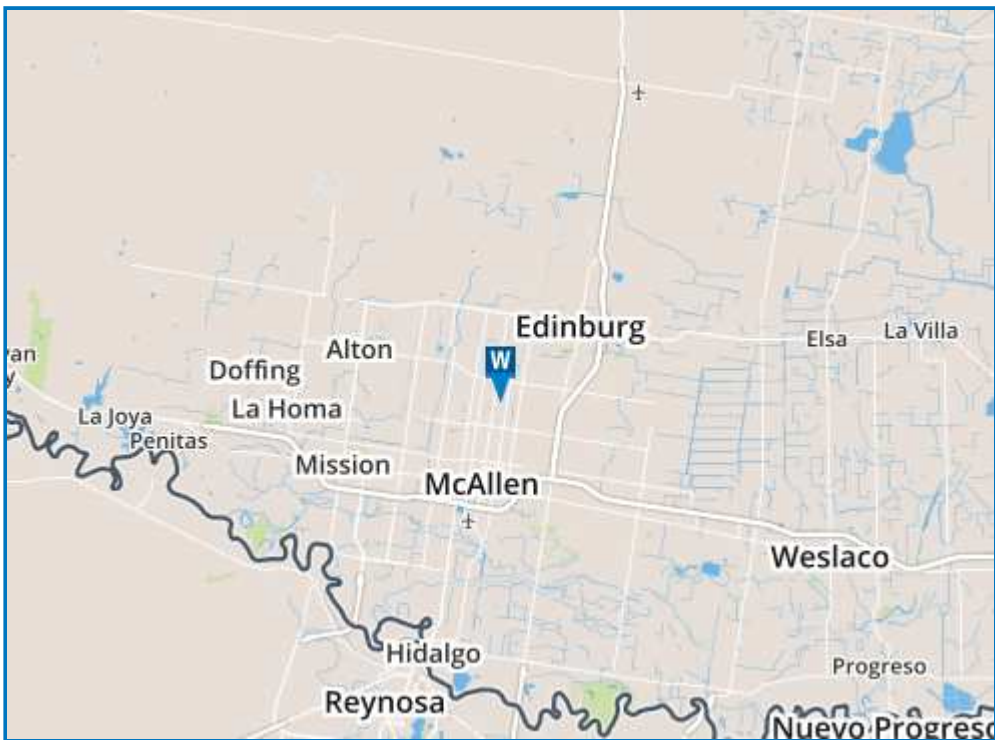 Edinburg
Elsa
La Villa
Alton
yan
y
W
Doffing
La Homa
La Joya
Penitas
Mission
McAllen
Weslaco
Hidalgo
Progreso
Reynosa
Nuevo Progreso